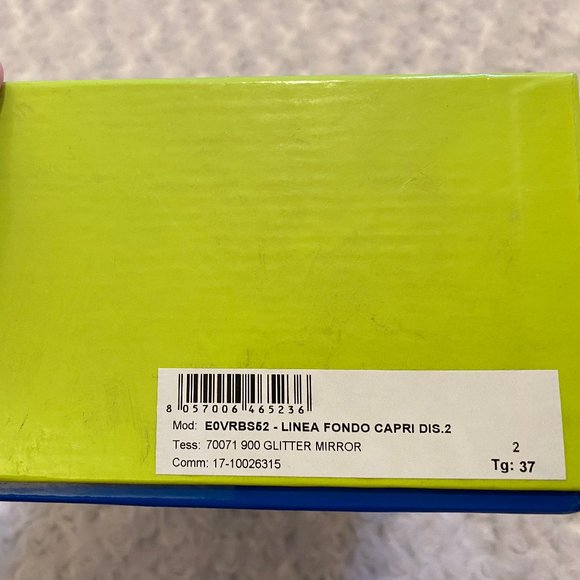 8 057006 465236
Mod: E0VRBS52 - LINEA FONDO CAPRI DIS.2
Tess: 70071 900 GLITTER MIRROR 2
Comm: 17-10026315 Tg: 37